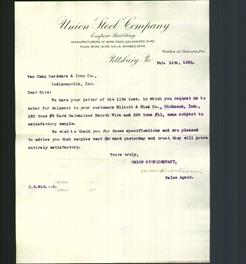 Union Steel Company
Empire Building
MANUFACTURERS OF WIRE RODS, GALVANIZED WIRE
PLAIN WIRE, WIRE NAILS, BARBED WIRE
Works at Donora, Pa.
Pittsburg Pa
Feb. 14th, 1902,
Van Camp Hardware & Iron Co.,
Indianapolis, Ind.
Dear Sirs:
We have your letter of the 11th inst. in which you request us to
enter for shipment to your customers Elliott & Reed Co., Richmond, Ind.,
150 tons #9 Hard Galvanized Smooth Wire and 200 tons #11, same subject to
satisfactory sample.
We wish to thank you for these specifications and are pleased
to advise you that samples went forward yesterday and trust they will prove
entirely satisfactory.
Yours truly,
UNION STEEL COMPANY,
Sales Agent.